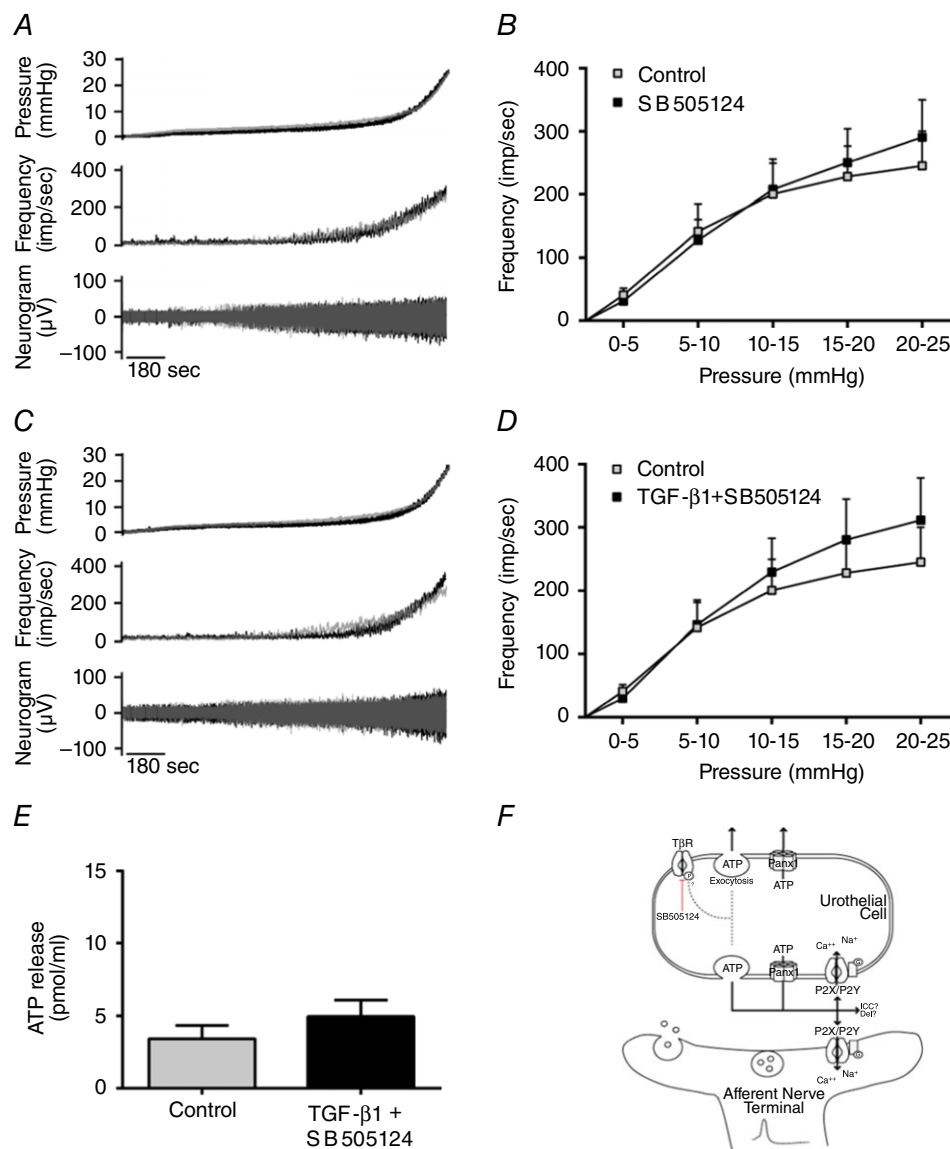 A
Pressure
(mmHg)
30
20
10
0
Frequency
(imp/sec)
400
200
0
Neurogram
(µV)
100
0
−100
180 sec
B
Frequency (imp/sec)
400
300
200
100
0
Control
SB505124
0-5
5-10
10-15
15-20
20-25
Pressure (mmHg)
C
Pressure
(mmHg)
30
20
10
0
Frequency
(imp/sec)
400
200
0
Neurogram
(µV)
100
0
−100
180 sec
D
Frequency (imp/sec)
400
300
200
100
0
Control
TGF-β1+SB505124
0-5
5-10
10-15
15-20
20-25
Pressure (mmHg)
E
ATP release
(pmol/ml)
15
10
5
0
Control
TGF-β1 +
SB505124
F
TβR
P
?
ATP
Exocytosis
Panx1
ATP
SB505124
Urothelial
Cell
ATP
ATP
Panx1
Ca⁺⁺
Na⁺
G
P2X/P2Y
ICC?
Det?
P2X/P2Y
G
Ca⁺⁺
Na⁺
Afferent Nerve
Terminal